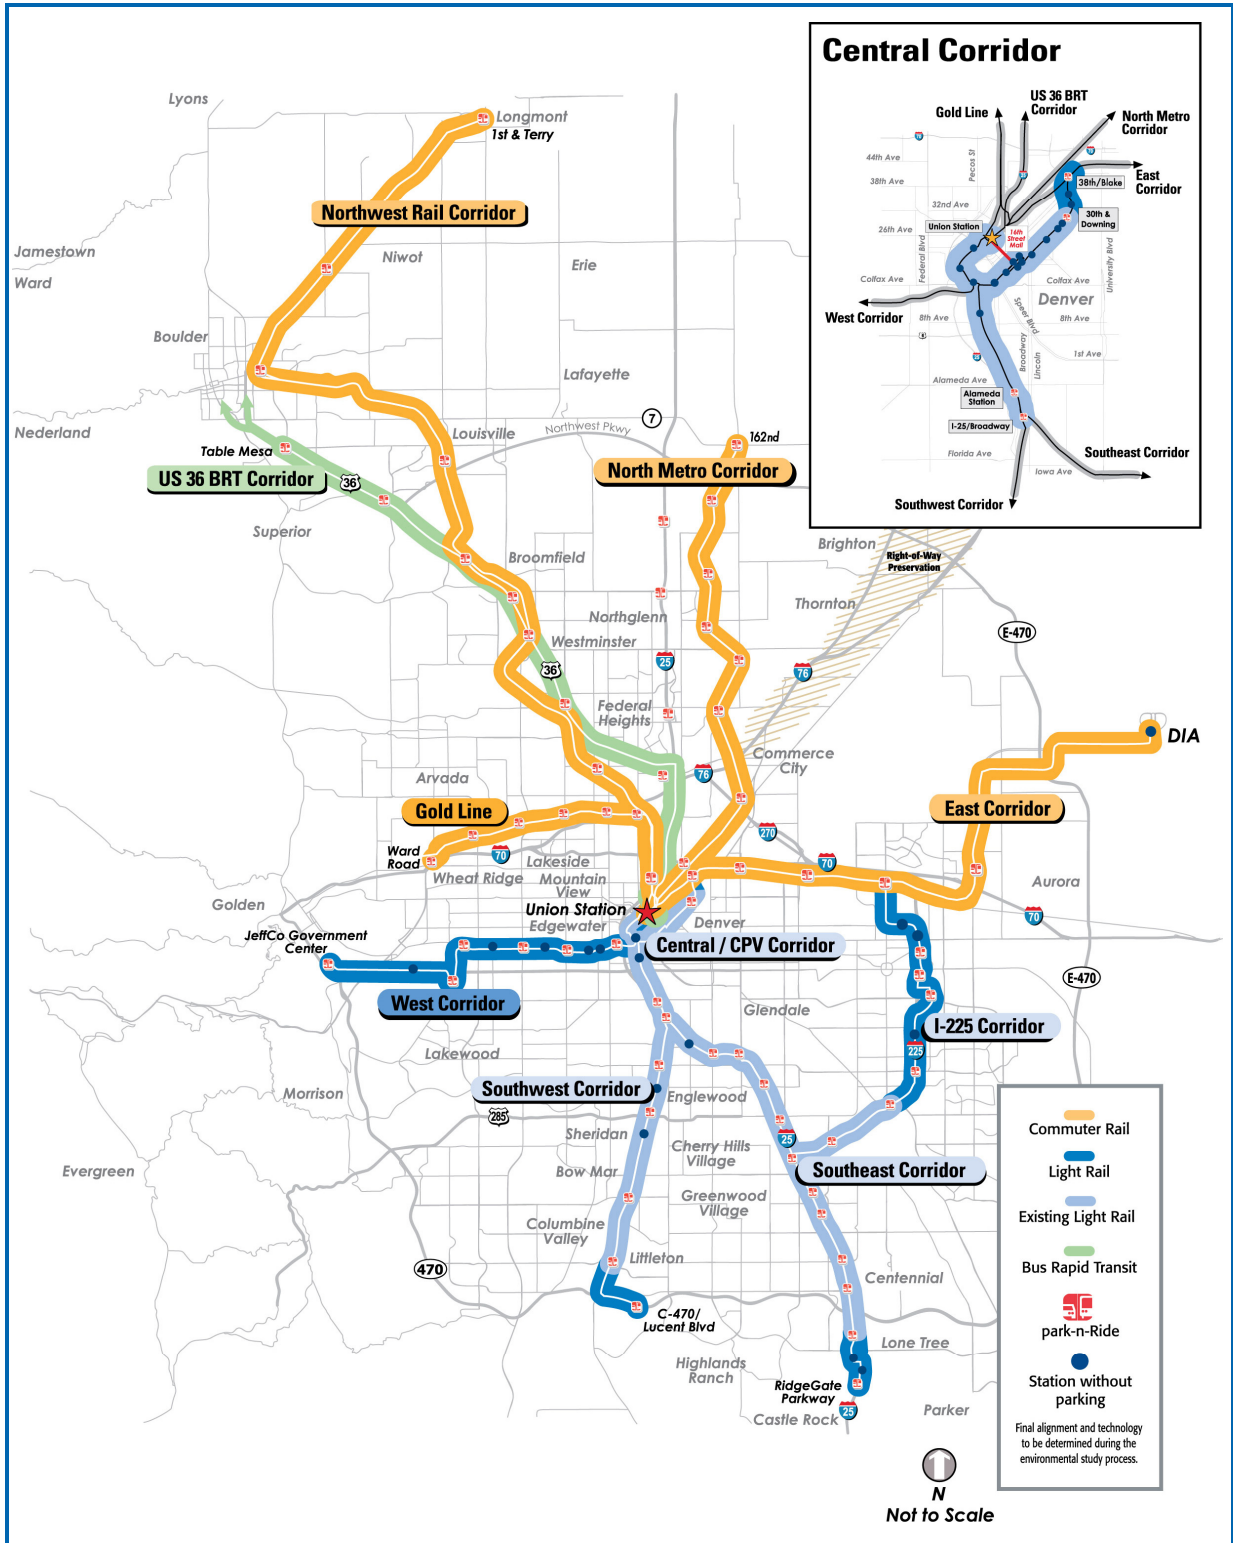 Central Corridor
Gold Line
US 36 BRT
Corridor
North Metro
Corridor
East
Corridor
44th Ave
38th Ave
32nd Ave
26th Ave
Pecos St
Federal Blvd
University Blvd
38th/Blake
30th &
Downing
Union Station
16th
Street
Mall
Colfax Ave
Colfax Ave
Denver
West Corridor
8th Ave
8th Ave
Speer Blvd
Broadway
Lincoln
1st Ave
Alameda Ave
Alameda
Station
I-25/Broadway
Florida Ave
Iowa Ave
Southeast Corridor
Southwest Corridor
Lyons
Longmont
1st & Terry
Northwest Rail Corridor
Jamestown
Ward
Niwot
Erie
Boulder
Lafayette
Nederland
Louisville
Northwest Pkwy
7
162nd
Table Mesa
US 36 BRT Corridor
36
North Metro Corridor
Superior
Broomfield
Brighton
Right-of-Way
Preservation
Thornton
Northglenn
Westminster
E-470
25
36
76
Federal
Heights
DIA
Commerce
City
Arvada
76
Gold Line
East Corridor
270
Ward
Road
70
70
Lakeside
Wheat Ridge
Mountain
View
Aurora
Golden
Union Station
Edgewater
Denver
70
JeffCo Government
Center
Central / CPV Corridor
E-470
West Corridor
Glendale
I-225 Corridor
225
Lakewood
Morrison
Southwest Corridor
Englewood
285
Sheridan
25
Cherry Hills
Village
Evergreen
Bow Mar
Southeast Corridor
Greenwood
Village
Columbine
Valley
Littleton
470
Centennial
C-470/
Lucent Blvd
Lone Tree
Highlands
Ranch
RidgeGate
Parkway
25
Castle Rock
Parker
Commuter Rail
Light Rail
Existing Light Rail
Bus Rapid Transit
park-n-Ride
Station without
parking
Final alignment and technology
to be determined during the
environmental study process.
N
Not to Scale